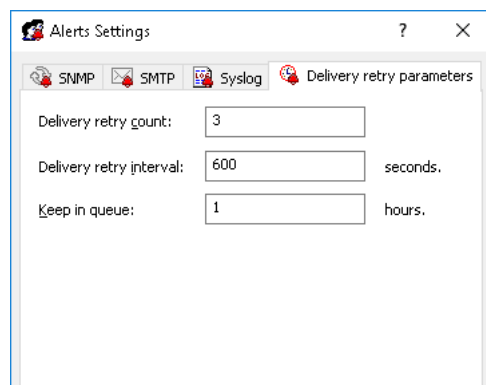 Alerts Settings
SNMP SMTP Syslog Delivery retry parameters
Delivery retry count: 3
Delivery retry interval: 600 seconds.
Keep in queue: 1 hours.